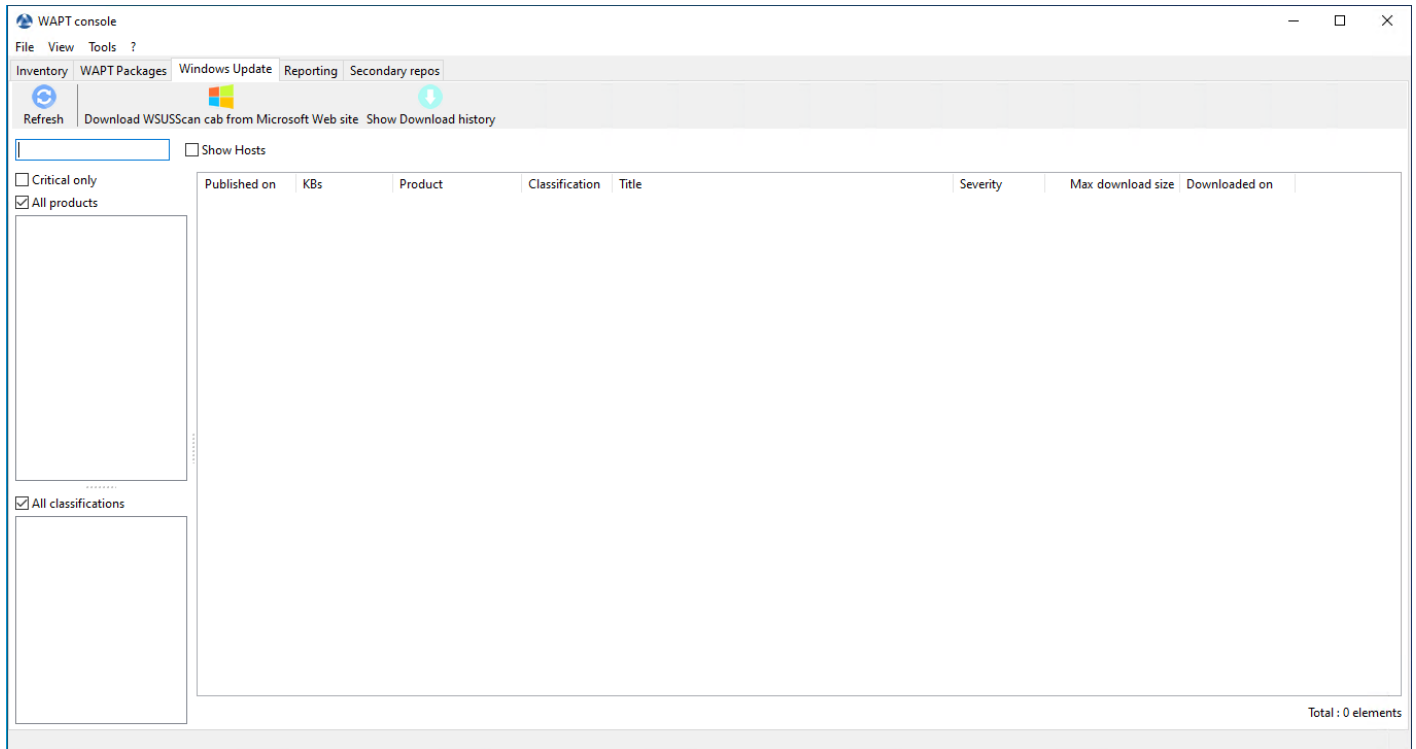 WAPT console
File View Tools ?
Inventory WAPT Packages Windows Update Reporting Secondary repos
Refresh Download WSUSScan cab from Microsoft Web site Show Download history
Show Hosts
Critical only
All products
Published on KBs Product Classification Title Severity Max download size Downloaded on
All classifications
Total : 0 elements